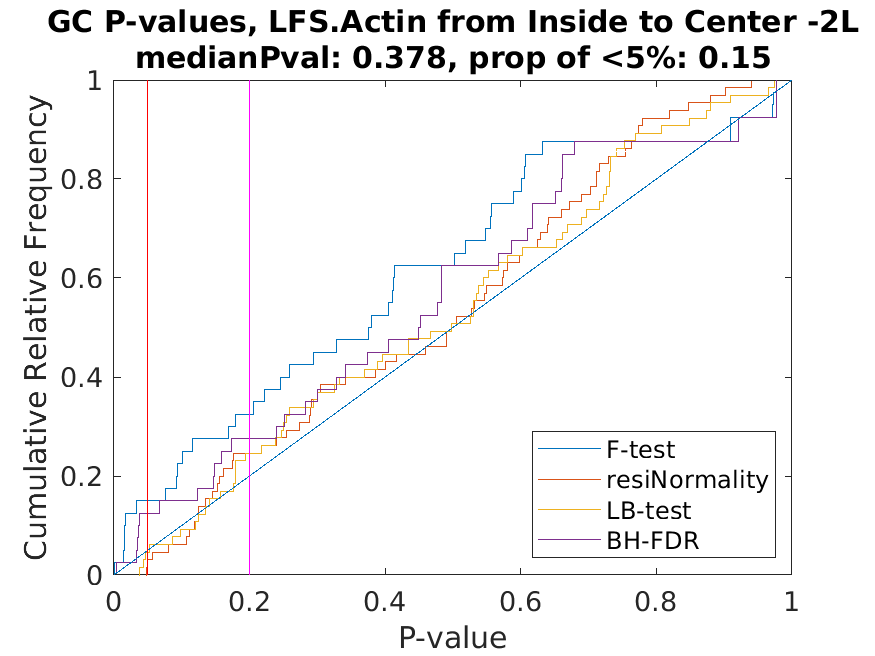 GC P-values, LFS.Actin from Inside to Center -2L
medianPval: 0.378, prop of <5%: 0.15
Cumulative Relative Frequency
1
0.8
0.6
0.4
0.2
0
0
0.2
0.4
0.6
0.8
1
P-value
F-test
resiNormality
LB-test
BH-FDR